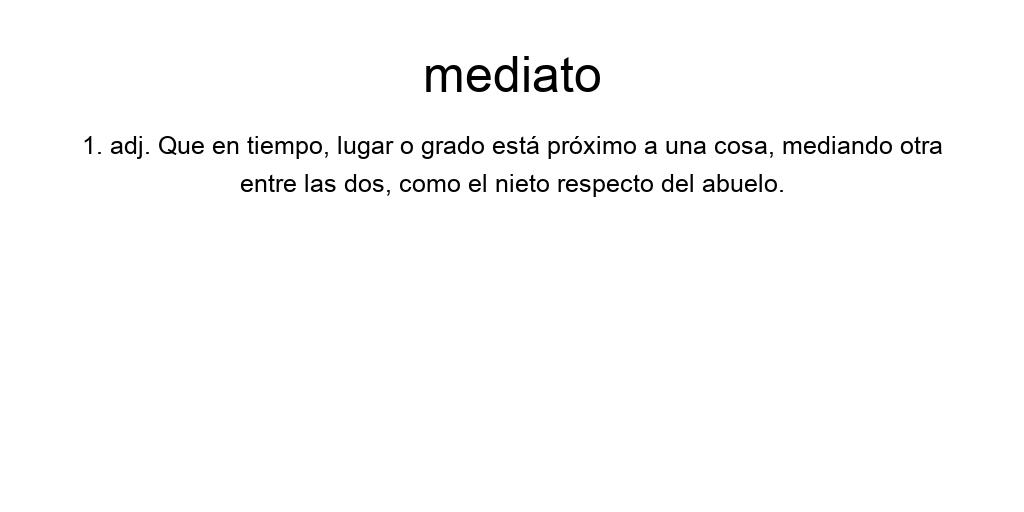 mediato
1. adj. Que en tiempo, lugar o grado está próximo a una cosa, mediando otra
entre las dos, como el nieto respecto del abuelo.